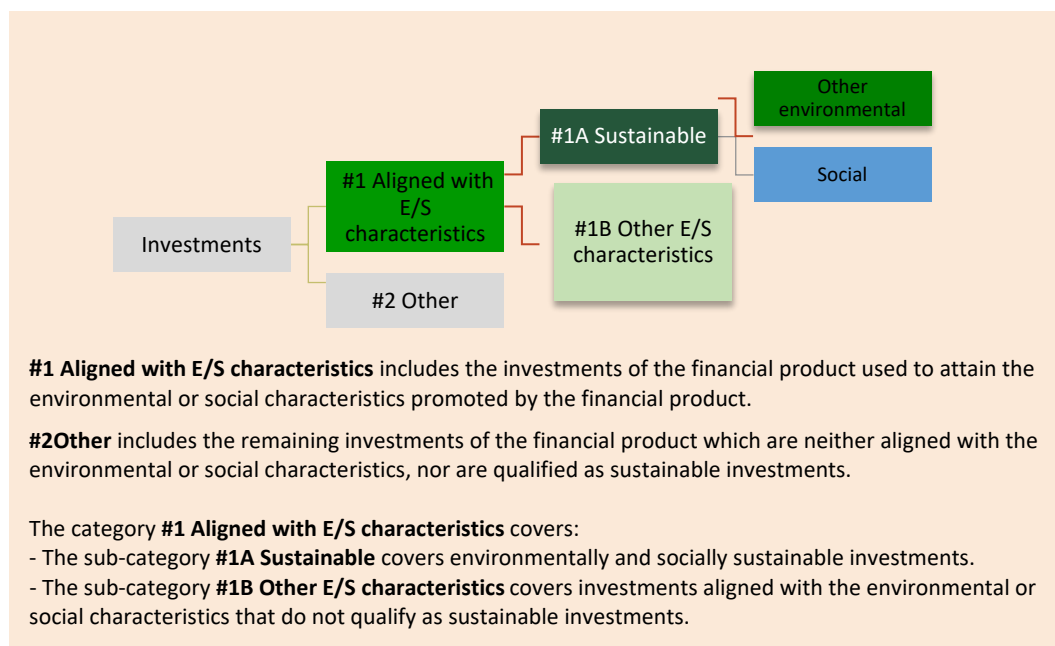 Other
environmental
#1A Sustainable
Social
#1 Aligned with
E/S
characteristics
#1B Other E/S
characteristics
Investments
#2 Other
#1 Aligned with E/S characteristics includes the investments of the financial product used to attain the
environmental or social characteristics promoted by the financial product.
#2Other includes the remaining investments of the financial product which are neither aligned with the
environmental or social characteristics, nor are qualified as sustainable investments.
The category #1 Aligned with E/S characteristics covers:
- The sub-category #1A Sustainable covers environmentally and socially sustainable investments.
- The sub-category #1B Other E/S characteristics covers investments aligned with the environmental or
social characteristics that do not qualify as sustainable investments.